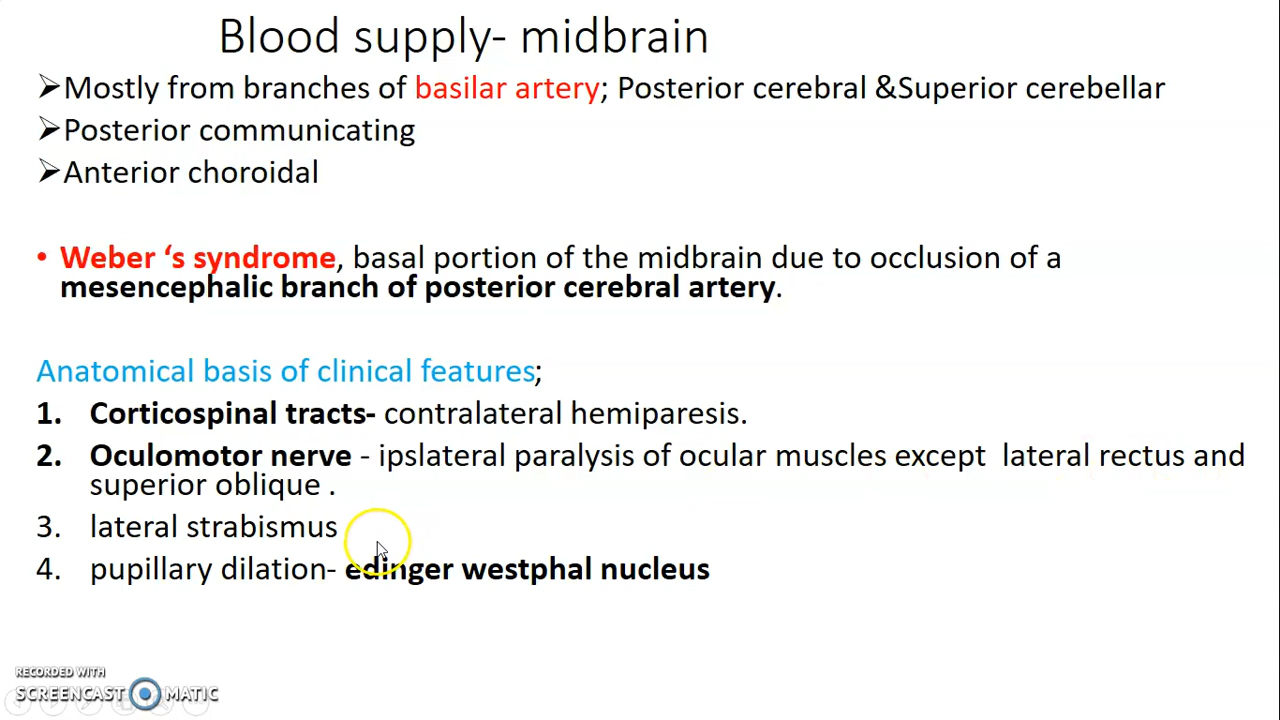 Blood supply- midbrain
➢Mostly from branches of basilar artery; Posterior cerebral &Superior cerebellar
➢Posterior communicating
➢Anterior choroidal
• Weber ‘s syndrome, basal portion of the midbrain due to occlusion of a
mesencephalic branch of posterior cerebral artery.
Anatomical basis of clinical features;
1. Corticospinal tracts- contralateral hemiparesis.
2. Oculomotor nerve - ipslateral paralysis of ocular muscles except lateral rectus and
superior oblique .
3. lateral strabismus
4. pupillary dilation- edinger westphal nucleus
RECORDED WITH
SCREENCAST MATIC